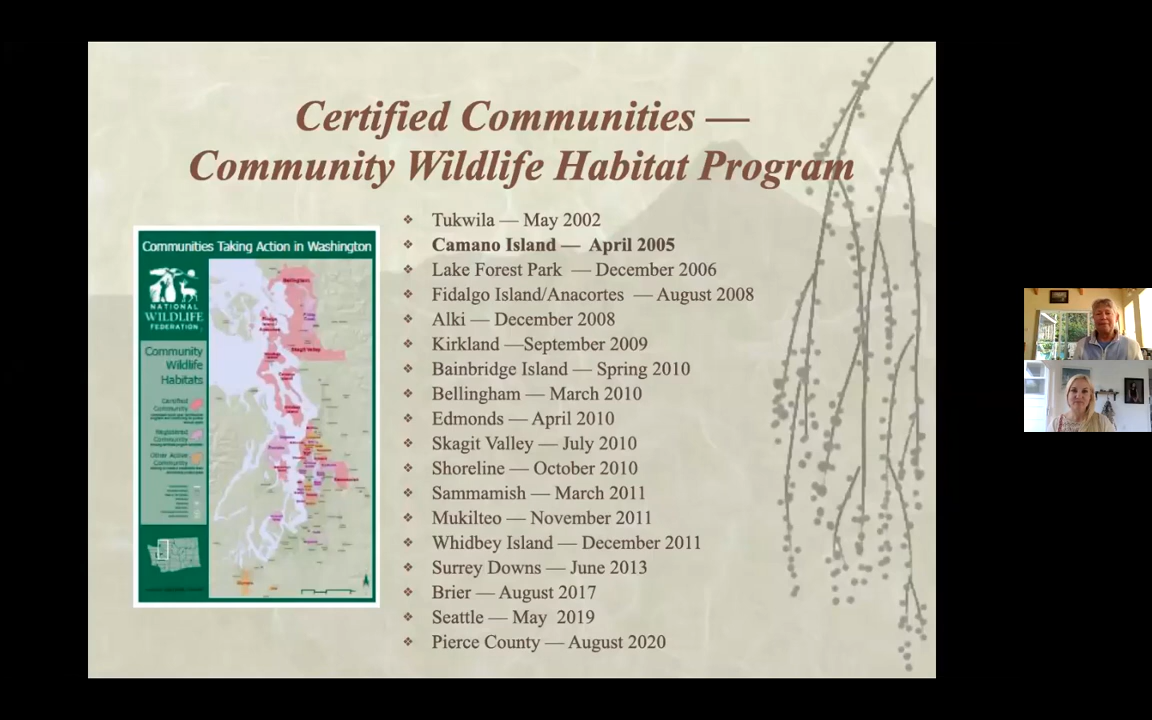 Certified Communities —
Community Wildlife Habitat Program
Tukwila — May 2002
Camano Island — April 2005
Lake Forest Park — December 2006
Fidalgo Island/Anacortes — August 2008
Alki — December 2008
Kirkland —September 2009
Bainbridge Island — Spring 2010
Bellingham — March 2010
Edmonds — April 2010
Skagit Valley — July 2010
Shoreline — October 2010
Sammamish — March 2011
Mukilteo — November 2011
Whidbey Island — December 2011
Surrey Downs — June 2013
Brier — August 2017
Seattle — May 2019
Pierce County — August 2020
Communities Taking Action in Washington
NATIONAL
WILDLIFE
FEDERATION
Community
Wildlife
Habitats
Certified
Community
Registered
Community
Other Active
Community
Bellingham
Skagit Valley